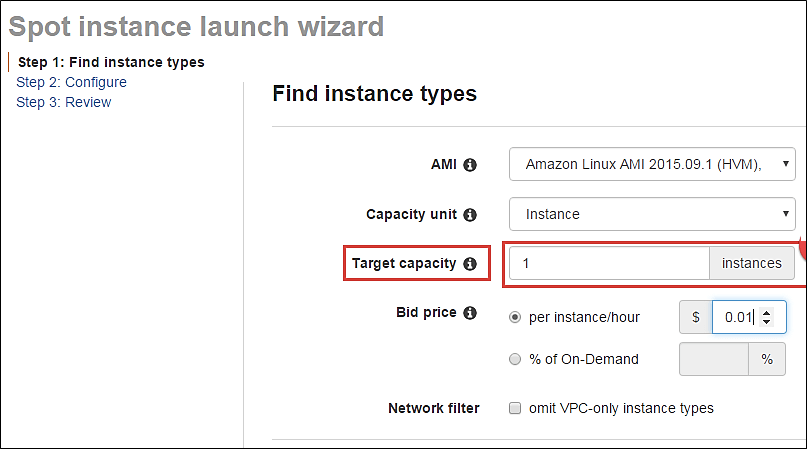 Spot instance launch wizard
Step 1: Find instance types
Step 2: Configure
Step 3: Review
Find instance types
AMI Amazon Linux AMI 2015.09.1 (HVM),
Capacity unit Instance
Target capacity 1 instances
Bid price per instance/hour $ 0.01
% of On-Demand %
Network filter omit VPC-only instance types